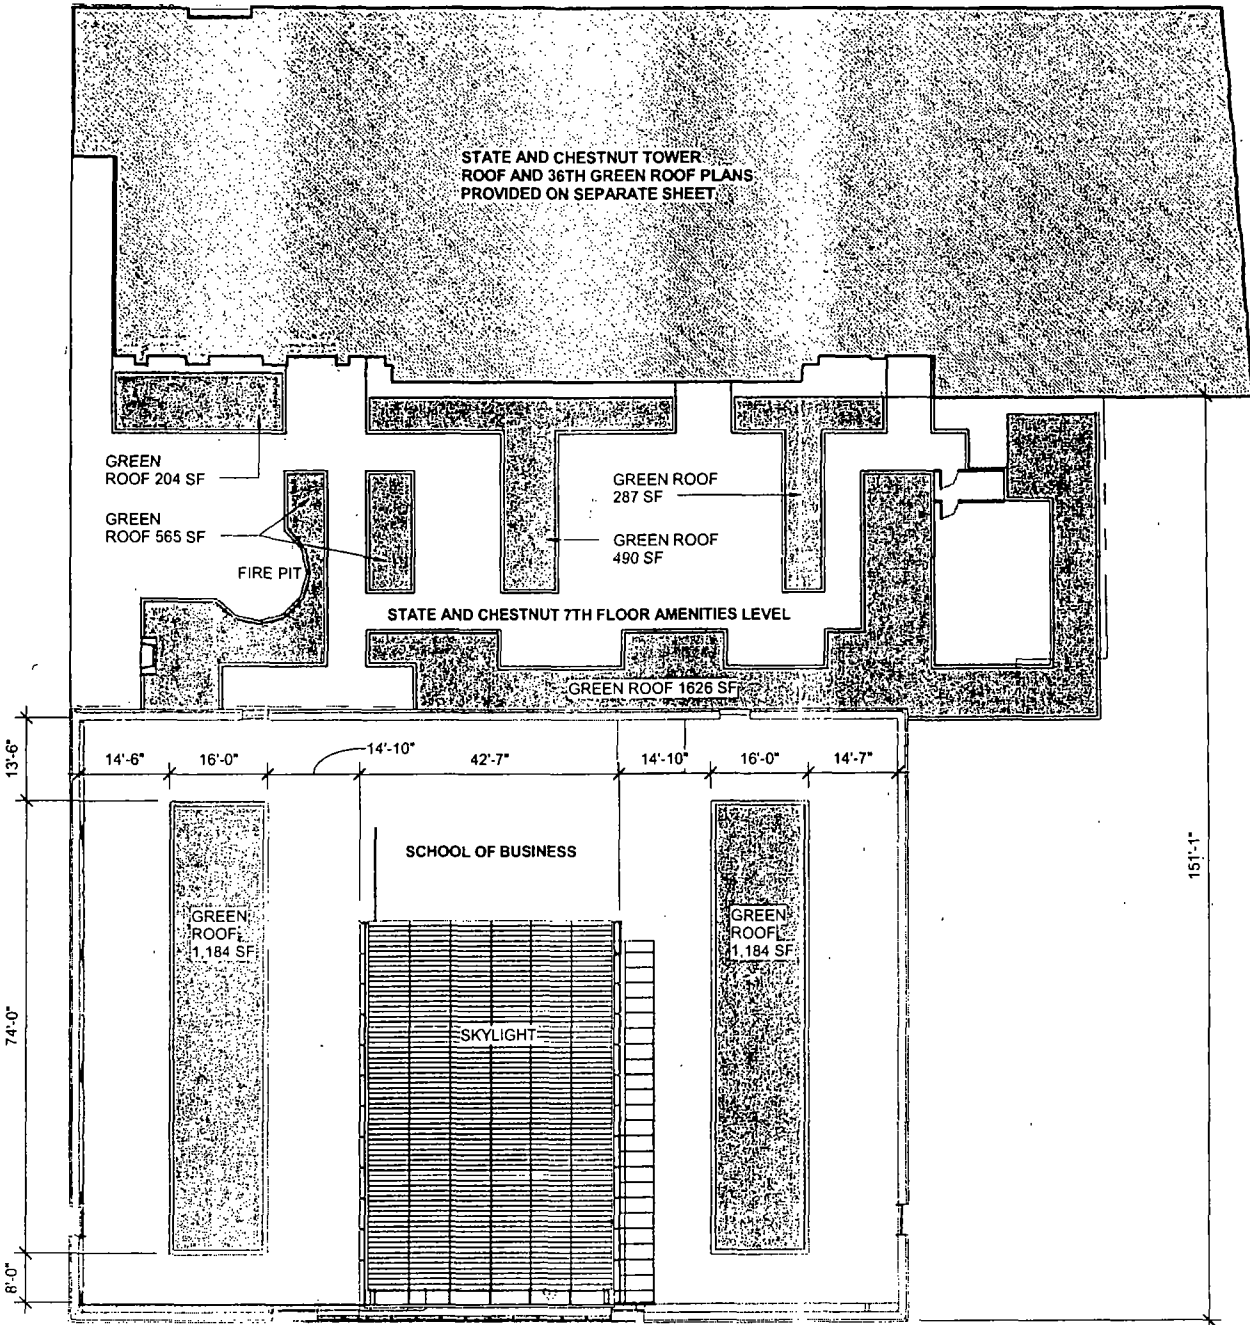 STATE AND CHESTNUT TOWER
ROOF AND 36TH GREEN ROOF PLANS
PROVIDED ON SEPARATE SHEET
GREEN
ROOF 204 SF
GREEN
ROOF 565 SF
FIRE PIT
GREEN ROOF
287 SF
GREEN ROOF
490 SF
STATE AND CHESTNUT 7TH FLOOR AMENITIES LEVEL
GREEN ROOF 1626 SF
13'-6"
14'-6"
16'-0"
14'-10"
42'-7"
14'-10"
16'-0"
14'-7"
SCHOOL OF BUSINESS
151'-1"
GREEN
ROOF
1,184 SF
GREEN
ROOF
1,184 SF
SKYLIGHT
74'-0"
8'-0"